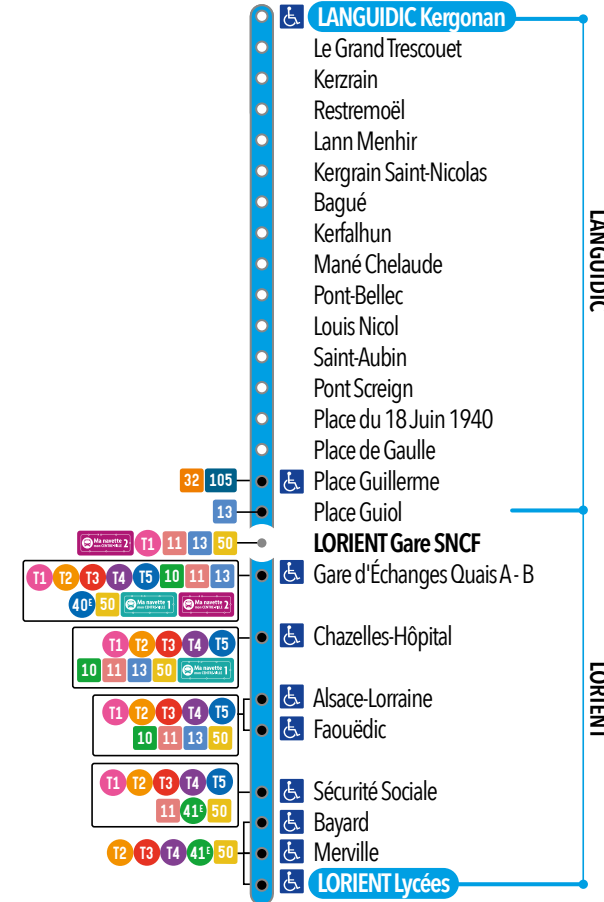 LANGUIDIC Kergonan
Le Grand Trescouet
Kerzrain
Restremoël
Lann Menhir
Kergrain Saint-Nicolas
Bagué
Kerfalhun
Mané Chelaude
Pont-Bellec
Louis Nicol
Saint-Aubin
Pont Screign
Place du 18 Juin 1940
Place de Gaulle
32 105 Place Guillerme
13 Place Guiol
LANGUIDIC
Ma navette 2 T1 11 13 50 LORIENT Gare SNCF
T1 T2 T3 T4 T5 10 11 13 Gare d'Échanges Quais A - B
40E 50 Ma navette 1 Ma navette 2
T1 T2 T3 T4 T5 Chazelles-Hôpital
10 11 13 50 Ma navette 1
T1 T2 T3 T4 T5 Alsace-Lorraine
10 11 13 50 Faouëdic
T1 T2 T3 T4 T5 Sécurité Sociale
11 41E 50
Bayard
T2 T3 T4 41E 50 Merville
LORIENT Lycées
LORIENT